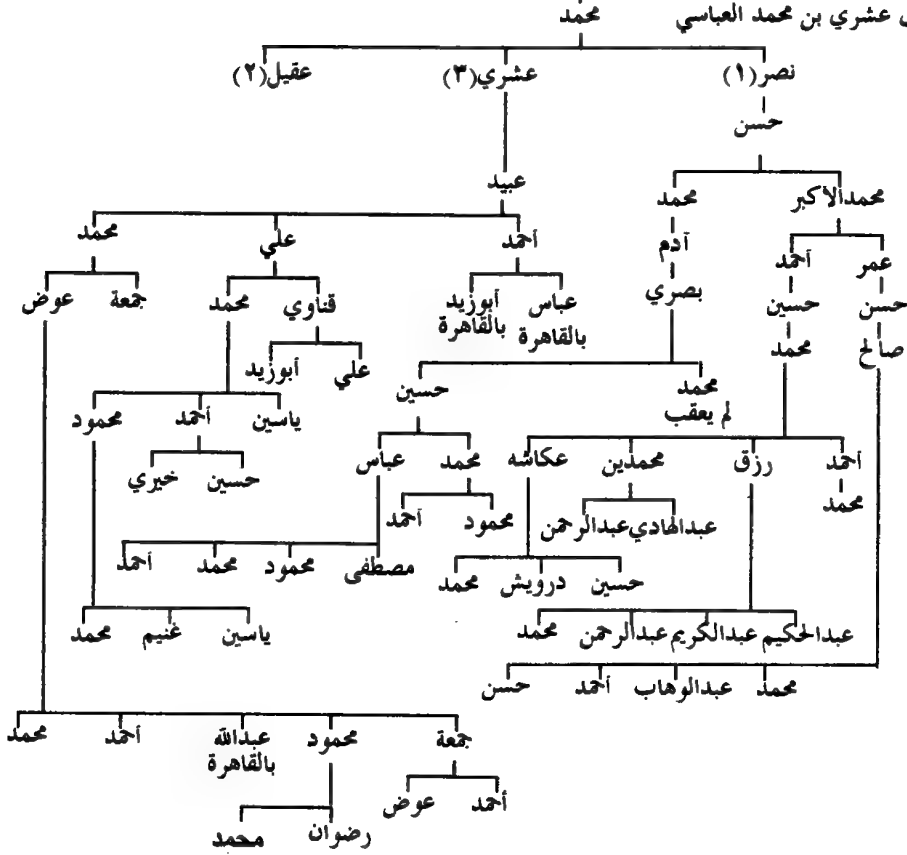 عشري بن محمد العباسي
محمد
نصر(١) عشري(٣) عقيل(٢)
حسن
عبيد
محمدالأكبر محمد
أحمد علي محمد
عمر أحمد آدم
عباس بالقاهرة أبوزيد بالقاهرة قناوي محمد جمعة عوض
حسن حسين بصري
صالح محمد
علي أبوزيد
محمد لم يعقب حسين
ياسين أحمد محمود
أحمد رزق محمدين عكاشه
محمد عباس
حسين خيري
محمد
عبدالهادي عبدالرحمن
محمود أحمد
مصطفى محمود محمد أحمد
حسين درويش محمد
عبدالحكيم عبدالكريم عبدالرحمن محمد
ياسين غنيم محمد
محمد عبدالوهاب أحمد حسن
جمعة محمود عبدالله بالقاهرة أحمد محمد
أحمد عوض
رضوان محمد